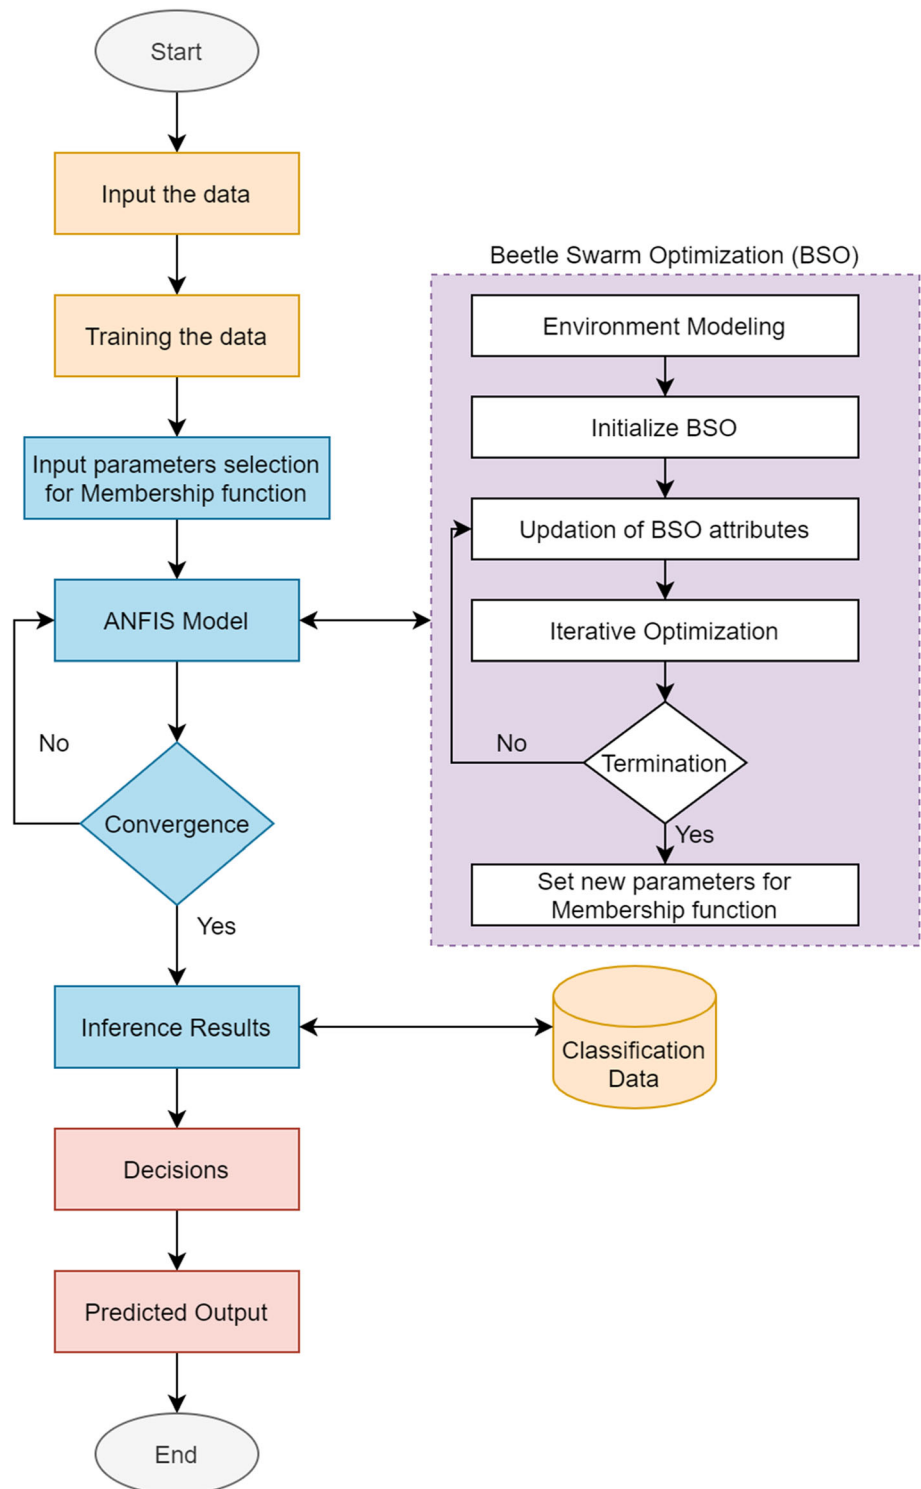 Start
Input the data
Training the data
Input parameters selection
for Membership function
ANFIS Model
No
Convergence
Yes
Inference Results
Decisions
Predicted Output
End
Beetle Swarm Optimization (BSO)
Environment Modeling
Initialize BSO
Updation of BSO attributes
Iterative Optimization
No
Termination
Yes
Set new parameters for
Membership function
Classification
Data